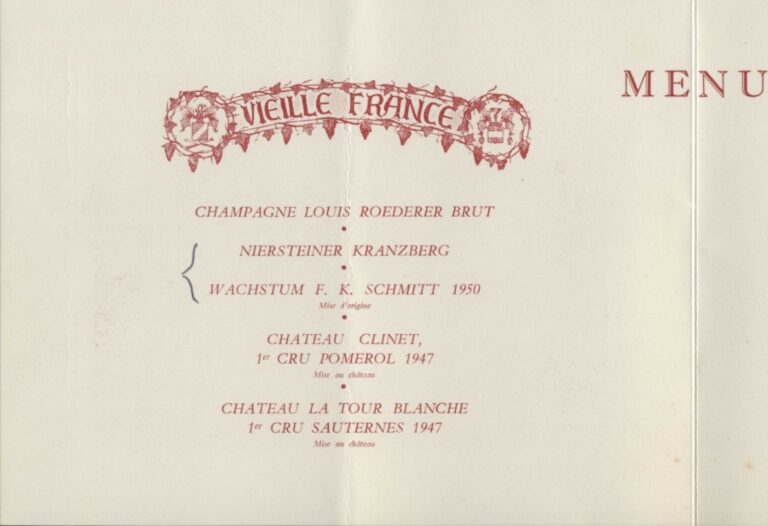 VIEILLE FRANCE
MENU
CHAMPAGNE LOUIS ROEDERER BRUT
NIERSTEINER KRANZBERG
WACHSTUM F. K. SCHMITT 1950
Mise d'origine
CHATEAU CLINET,
1er CRU POMEROL 1947
Mise au château
CHATEAU LA TOUR BLANCHE
1er CRU SAUTERNES 1947
Mise au château